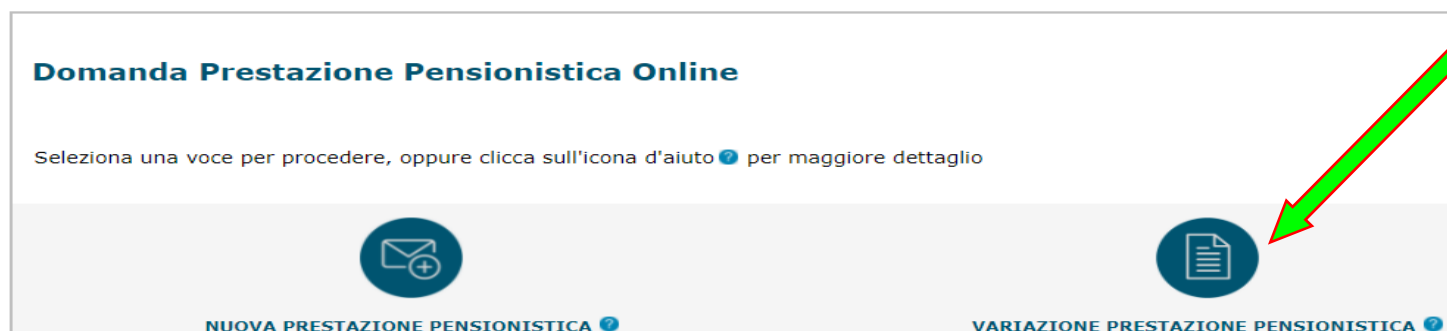 Domanda Prestazione Pensionistica Online
Seleziona una voce per procedere, oppure clicca sull'icona d'aiuto ? per maggiore dettaglio
NUOVA PRESTAZIONE PENSIONISTICA ?
VARIAZIONE PRESTAZIONE PENSIONISTICA ?